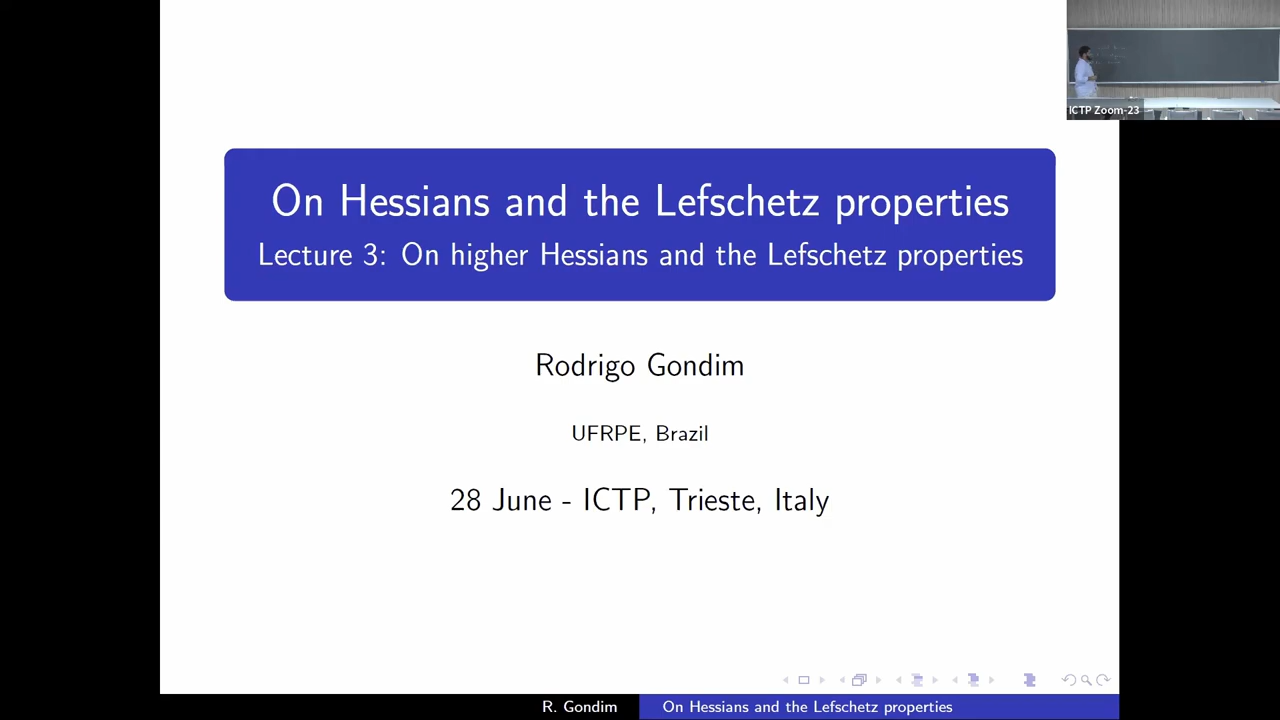 ICTP Zoom-23
On Hessians and the Lefschetz properties
Lecture 3: On higher Hessians and the Lefschetz properties
Rodrigo Gondim
UFRPE, Brazil
28 June - ICTP, Trieste, Italy
R. Gondim
On Hessians and the Lefschetz properties